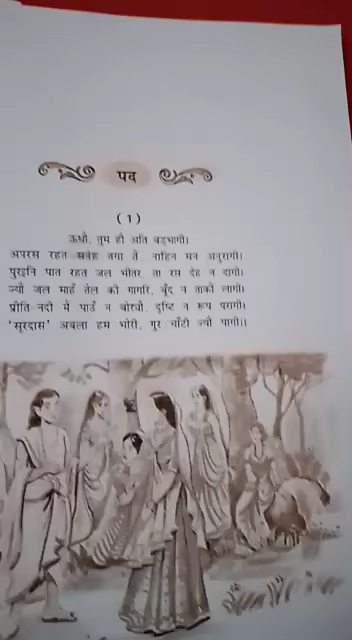 पद
(1)
ऊधौ, तुम हौ अति बड़भागी।
अपरस रहत सनेह तगा तैं, नाहिन मन अनुरागी।
पुरइनि पात रहत जल भीतर, ता रस देह न दागी।
ज्यौं जल माहँ तेल की गागरि, बूँद न ताकौं लागी।
प्रीति-नदी में पाउँ न बोरयौ, दृष्टि न रूप परागी।
'सूरदास' अबला हम भोरी, गुर चाँटी ज्यौं पागी।।